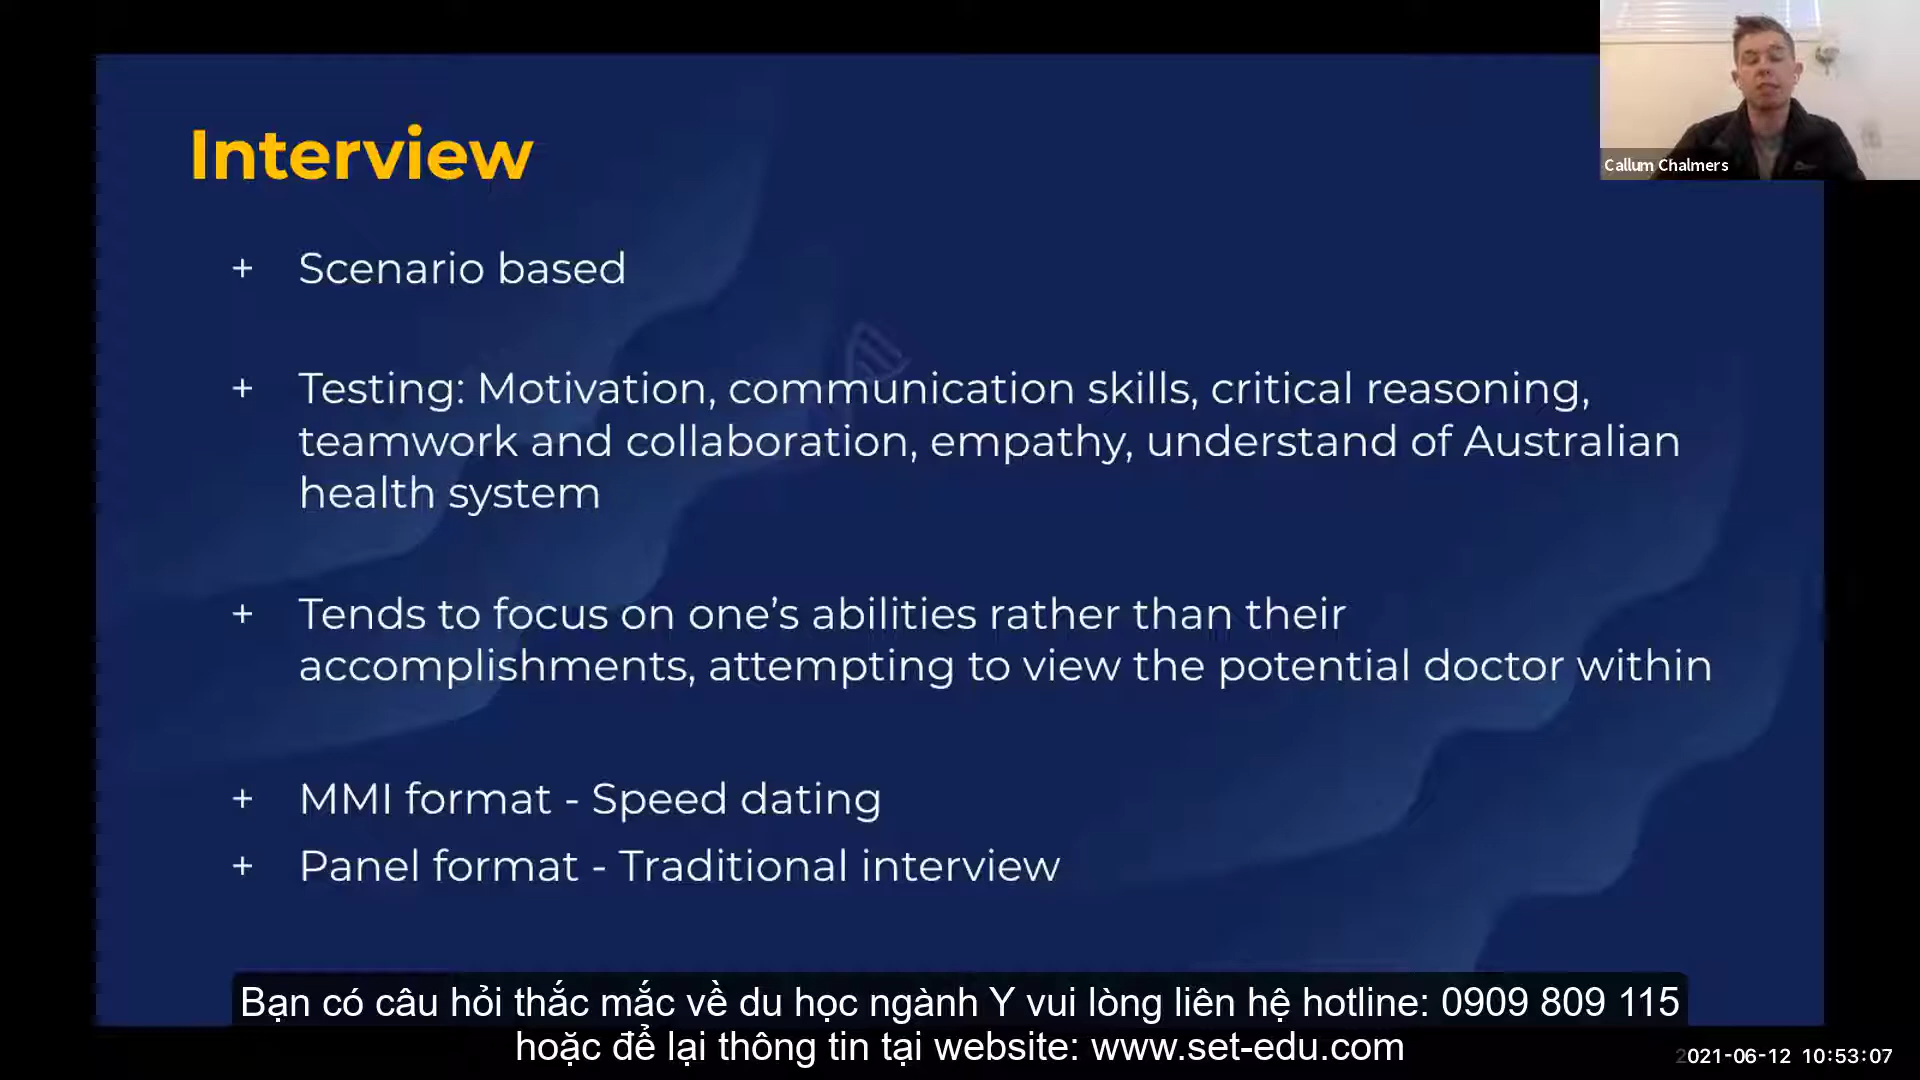 Interview
+ Scenario based
+ Testing: Motivation, communication skills, critical reasoning,
teamwork and collaboration, empathy, understand of Australian
health system
+ Tends to focus on one’s abilities rather than their
accomplishments, attempting to view the potential doctor within
+ MMI format - Speed dating
+ Panel format - Traditional interview
Callum Chalmers
Bạn có câu hỏi thắc mắc về du học ngành Y vui lòng liên hệ hotline: 0909 809 115
hoặc để lại thông tin tại website: www.set-edu.com
2021-06-12 10:53:07